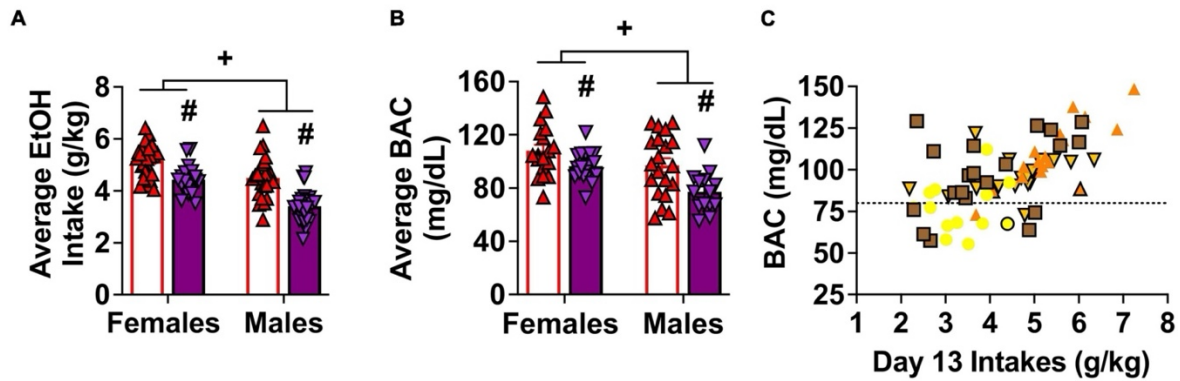 A
Average EtOH
Intake (g/kg)
8
6
4
2
0
+
#
#
Females
Males
B
Average BAC
(mg/dL)
160
120
80
40
0
+
#
#
Females
Males
C
BAC (mg/dL)
150
125
100
75
50
25
1 2 3 4 5 6 7 8
Day 13 Intakes (g/kg)